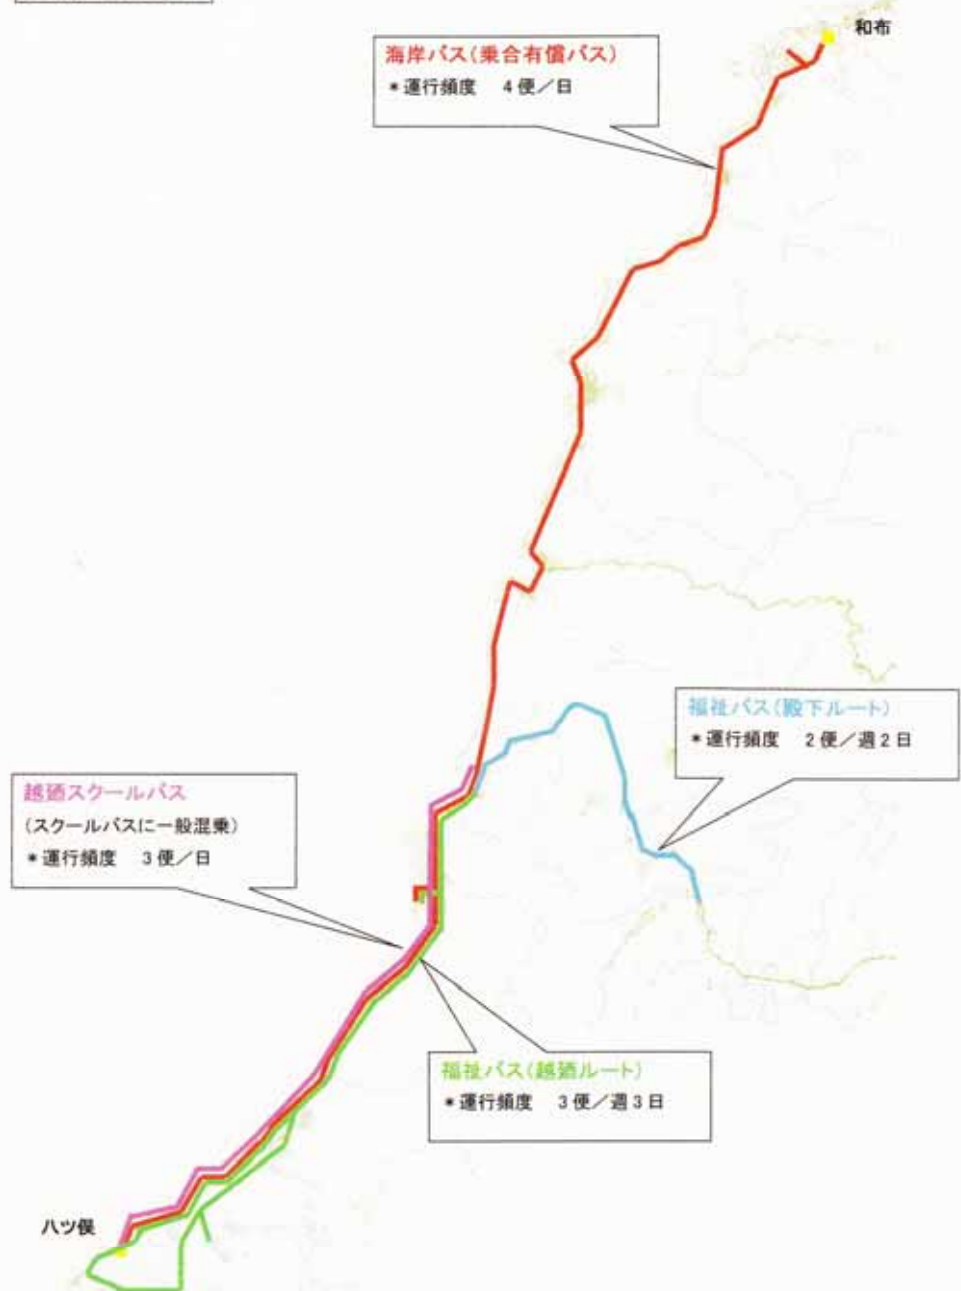 和布
海岸バス(乗合有償バス)
*運行頻度　4便／日
福祉バス(殿下ルート)
*運行頻度　2便／週2日
越廼スクールバス
(スクールバスに一般混乗)
*運行頻度　3便／日
福祉バス(越廼ルート)
*運行頻度　3便／週3日
八ツ俣